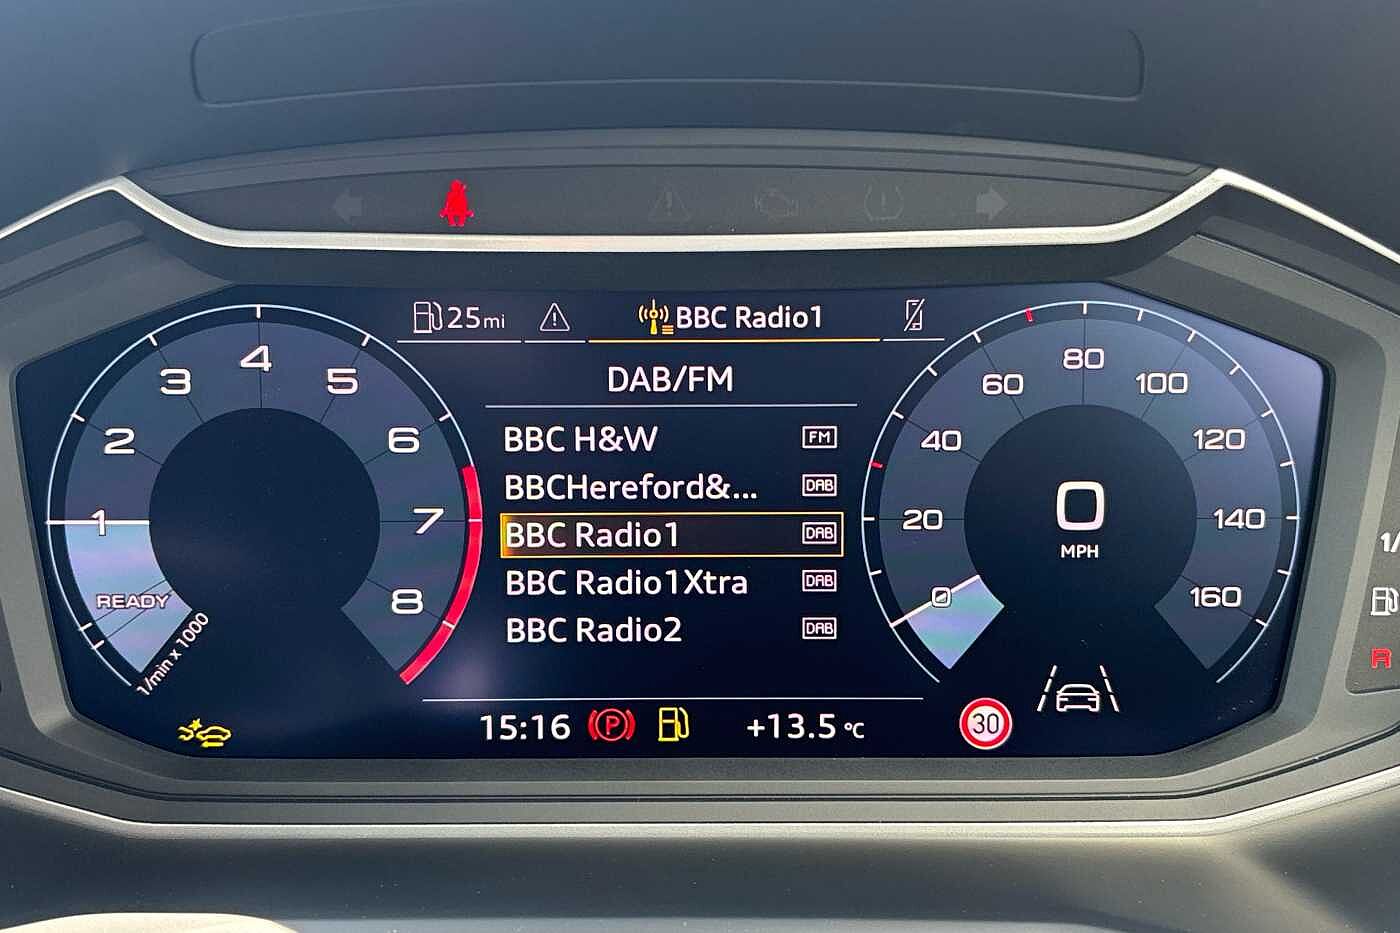 25mi
BBC Radio1
DAB/FM
BBC H&W FM
BBCHereford&... DAB
BBC Radio1 DAB
BBC Radio1Xtra DAB
BBC Radio2 DAB
1
2
3
4
5
6
7
8
READY
1/min x 1000
0
20
40
60
80
100
120
140
160
0
MPH
15:16
P
+13.5 °C
30
1/
R